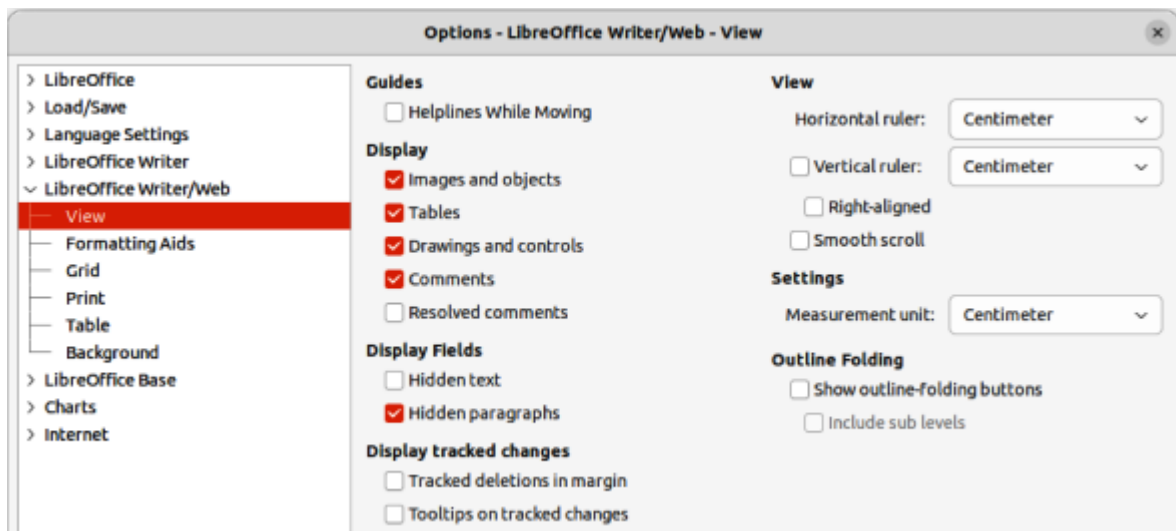 Options - LibreOffice Writer/Web - View
LibreOffice
Load/Save
Language Settings
LibreOffice Writer
LibreOffice Writer/Web
View
Formatting Aids
Grid
Print
Table
Background
LibreOffice Base
Charts
Internet
Guides
Helplines While Moving
Display
Images and objects
Tables
Drawings and controls
Comments
Resolved comments
Display Fields
Hidden text
Hidden paragraphs
Display tracked changes
Tracked deletions in margin
Tooltips on tracked changes
View
Horizontal ruler: Centimeter
Vertical ruler: Centimeter
Right-aligned
Smooth scroll
Settings
Measurement unit: Centimeter
Outline Folding
Show outline-folding buttons
Include sub levels